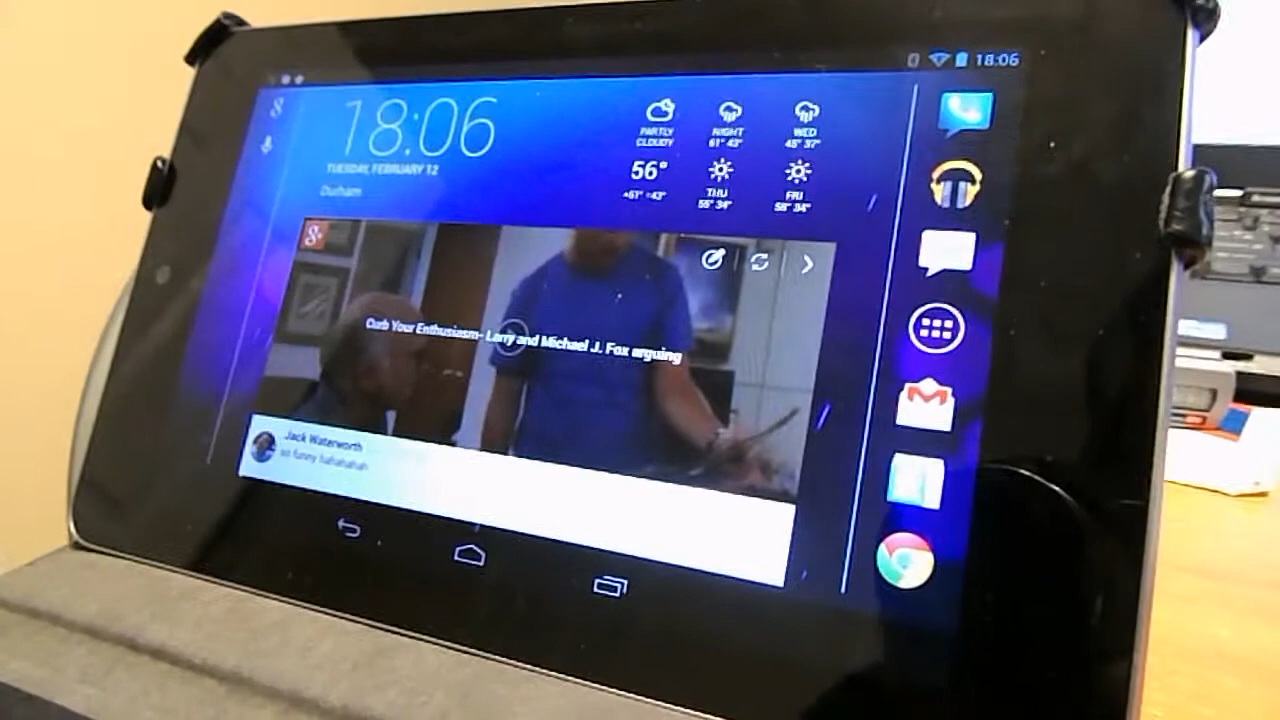 18:06
18:06
TUESDAY, FEBRUARY 12
Durham
PARTLY CLOUDY
NIGHT
61° 43°
WED
48° 37°
56°
THU
55° 34°
FRI
58° 34°
g+
Curb Your Enthusiasm- Larry and Michael J. Fox arguing
Jack Waterworth
so funny hahahahah